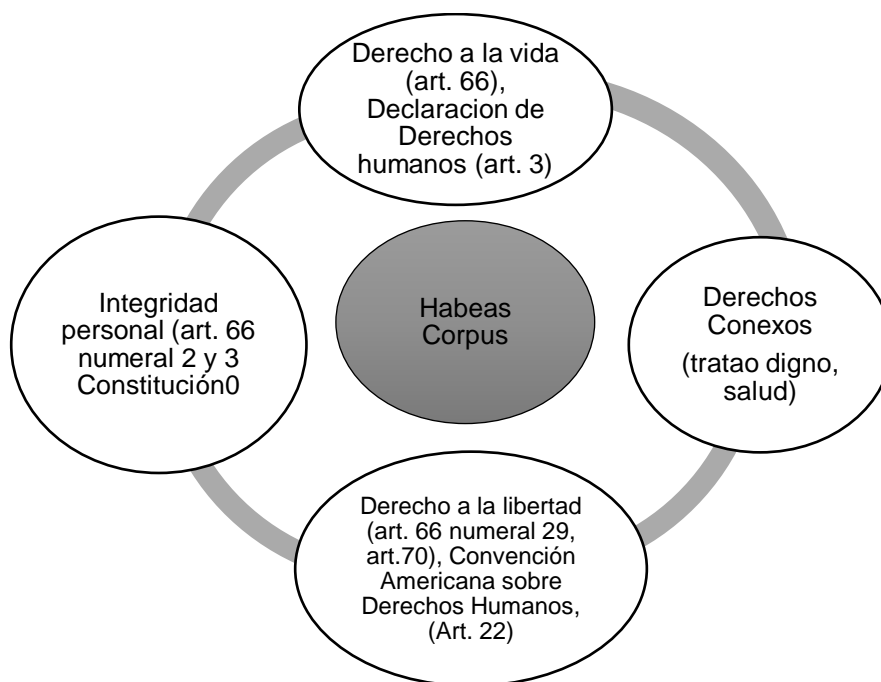 Derecho a la vida
(art. 66),
Declaracion de
Derechos
humanos (art. 3)
Integridad
personal (art. 66
numeral 2 y 3
Constitución0
Habeas
Corpus
Derechos
Conexos
(tratao digno,
salud)
Derecho a la libertad
(art. 66 numeral 29,
art.70), Convención
Americana sobre
Derechos Humanos,
(Art. 22)